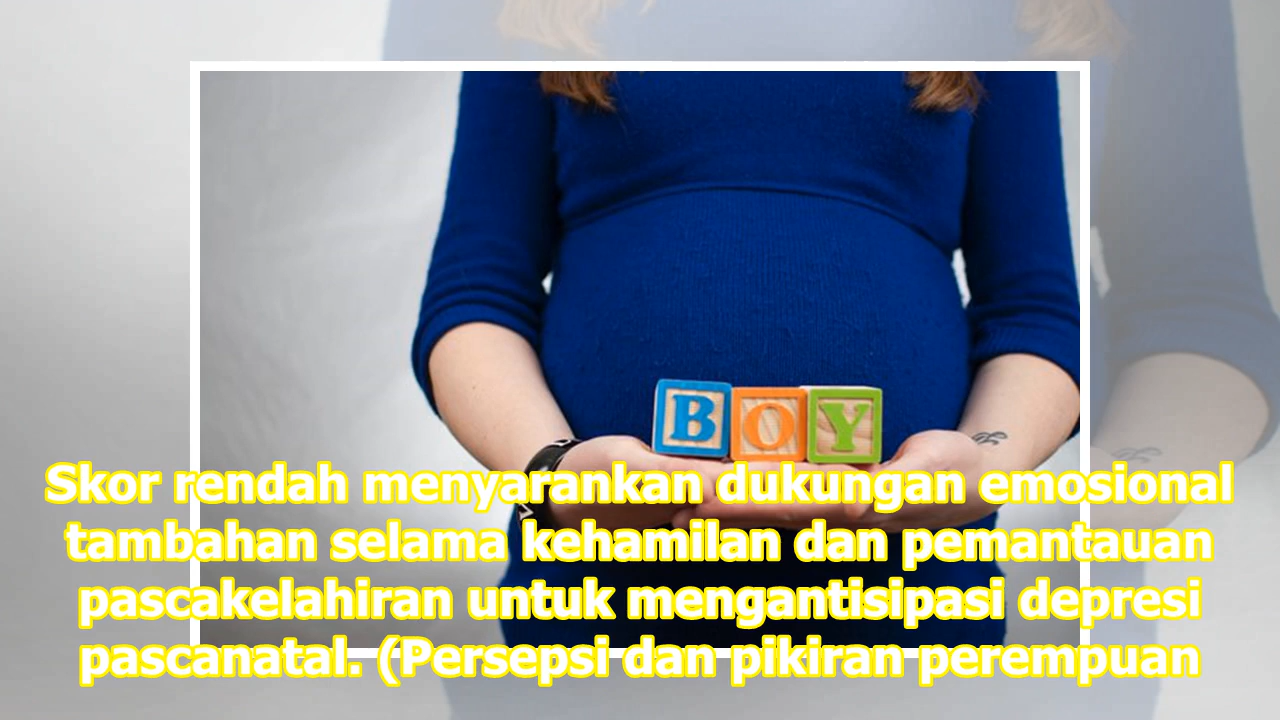 BOY
Skor rendah menyarankan dukungan emosional
tambahan selama kehamilan dan pemantauan
pascakelahiran untuk mengantisipasi depresi
pascanatal. (Persepsi dan pikiran perempuan